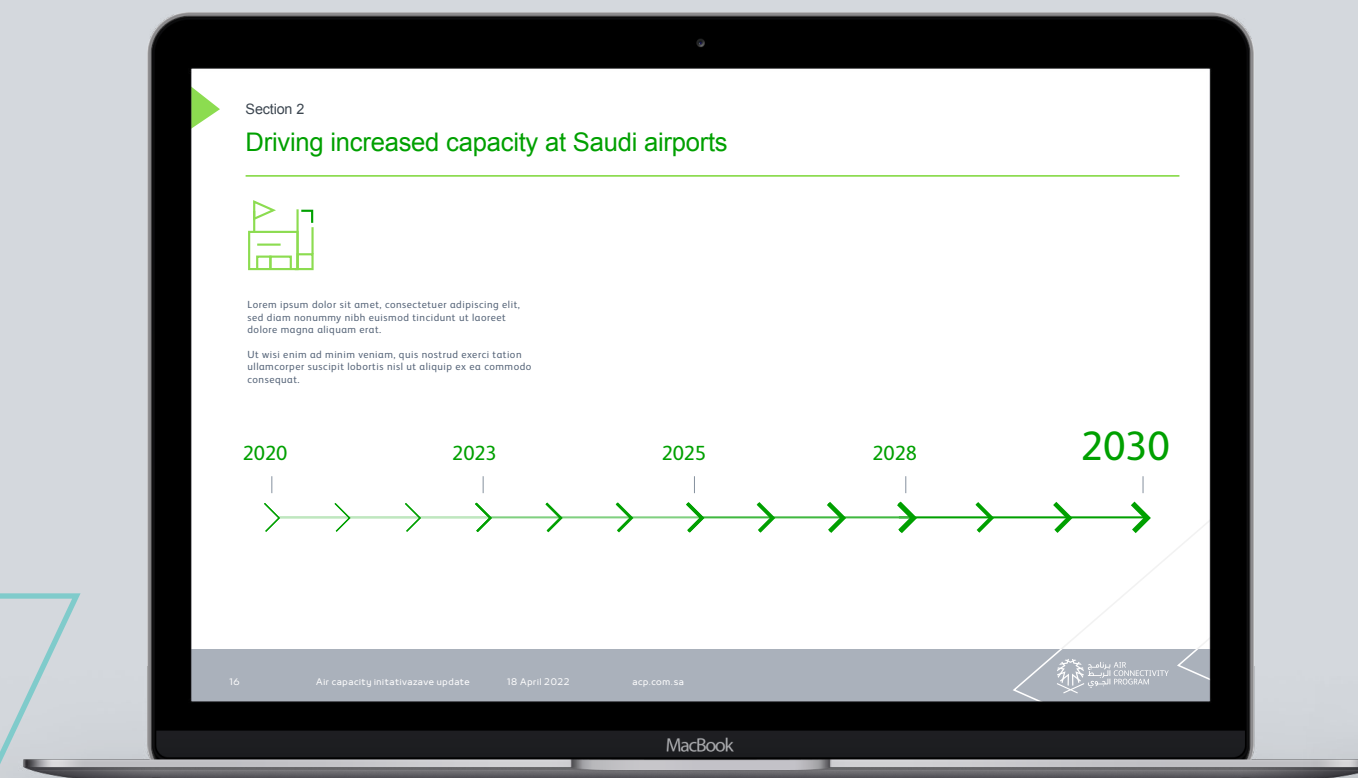 Section 2
Driving increased capacity at Saudi airports
Lorem ipsum dolor sit amet, consectetuer adipiscing elit,
sed diam nonummy nibh euismod tincidunt ut laoreet
dolore magna aliquam erat.
Ut wisi enim ad minim veniam, quis nostrud exerci tation
ullamcorper suscipit lobortis nisl ut aliquip ex ea commodo
consequat.
2020 2023 2025 2028 2030
16 Air capacity initativazave update 18 April 2022 acp.com.sa
برنامج AIR
الربط CONNECTIVITY
الجوي PROGRAM
MacBook